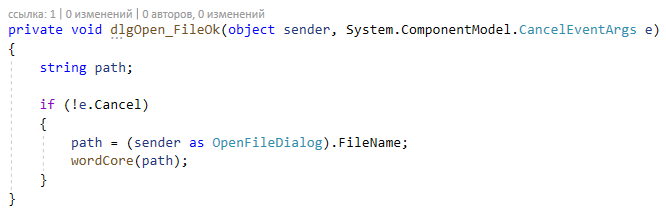 ссылка: 1 | 0 изменений | 0 авторов, 0 изменений
private void dlgOpen_FileOk(object sender, System.ComponentModel.CancelEventArgs e)
{
    string path;

    if (!e.Cancel)
    {
        path = (sender as OpenFileDialog).FileName;
        wordCore(path);
    }
}